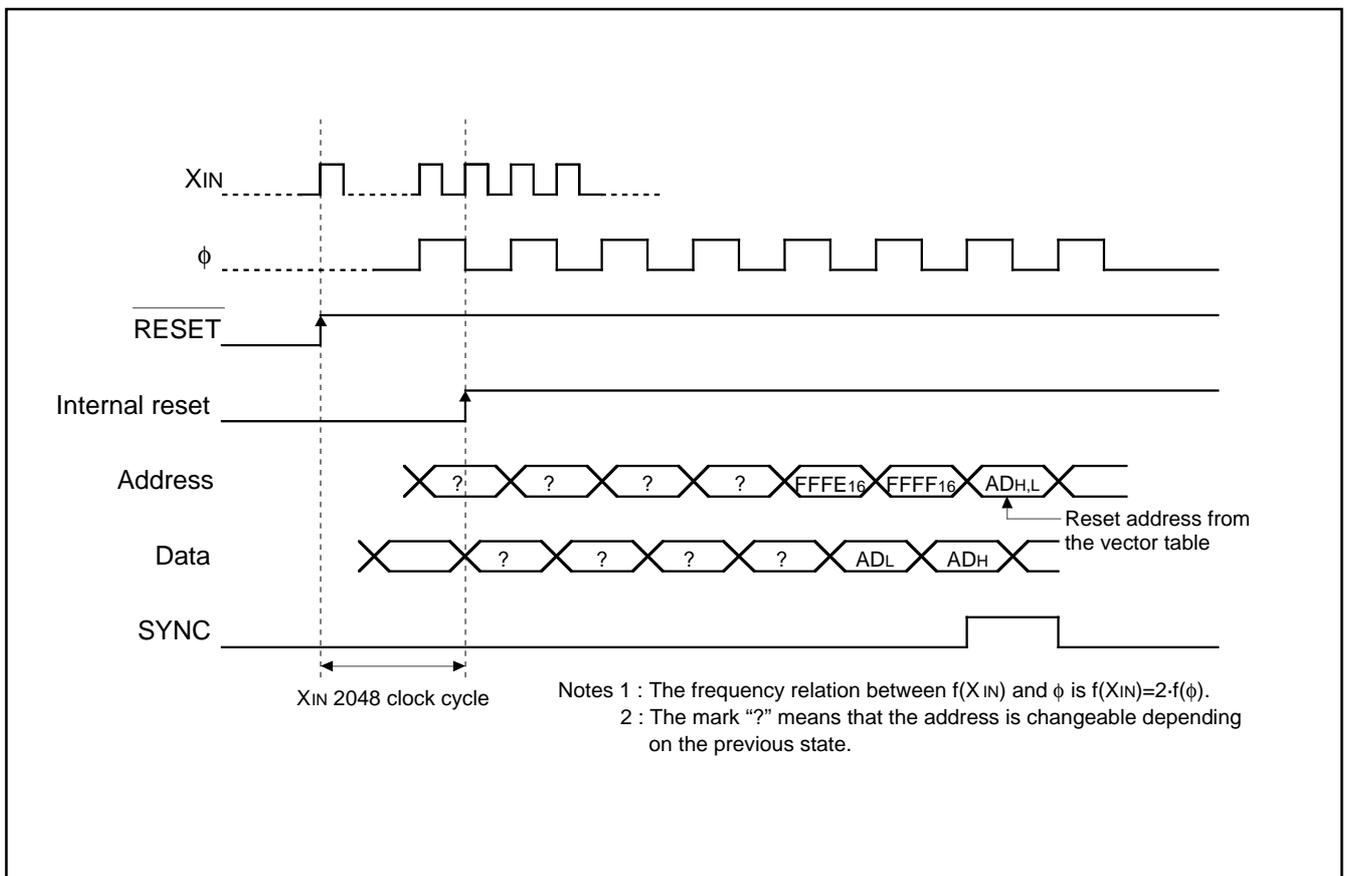 XIN
ϕ
RESET
Internal reset
Address
? ? ? ? FFFE16 FFFF16 ADH,L
Reset address from
the vector table
Data
? ? ? ? ADL ADH
SYNC
XIN 2048 clock cycle
Notes 1 : The frequency relation between f(XIN) and ϕ is f(XIN)=2·f(ϕ).
2 : The mark “?” means that the address is changeable depending
on the previous state.